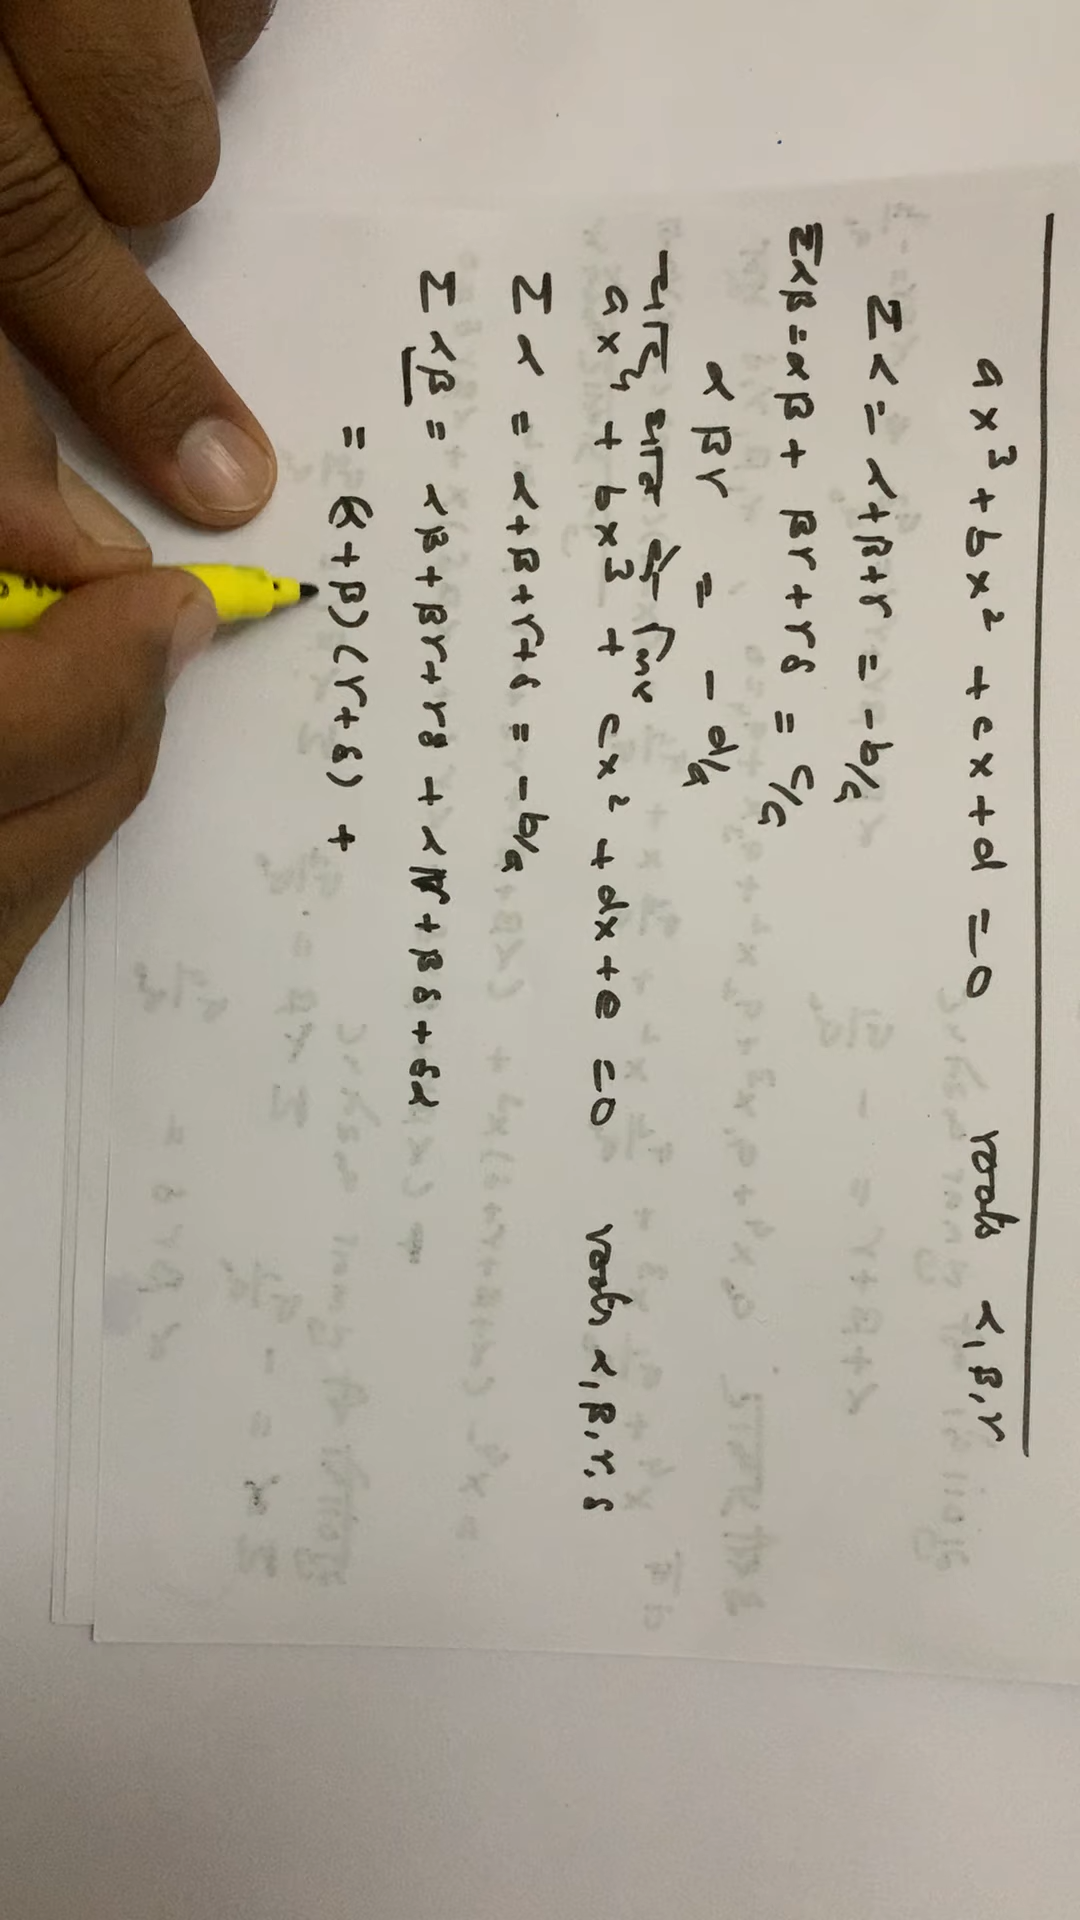 ax³ + bx² + cx + d = 0 roots α, β, γ
Σα = α+β+γ = -b/a
Σαβ = αβ + βγ + γδ = c/a
αβγ = - d/a
चार घात के लिए
ax⁴ + bx³ + cx² + dx + e = 0 roots α, β, γ, δ
Σα = α+β+γ+δ = -b/a
Σαβ = αβ + βγ + γδ + αγ + βδ + δα
= (α+β)(γ+δ) +